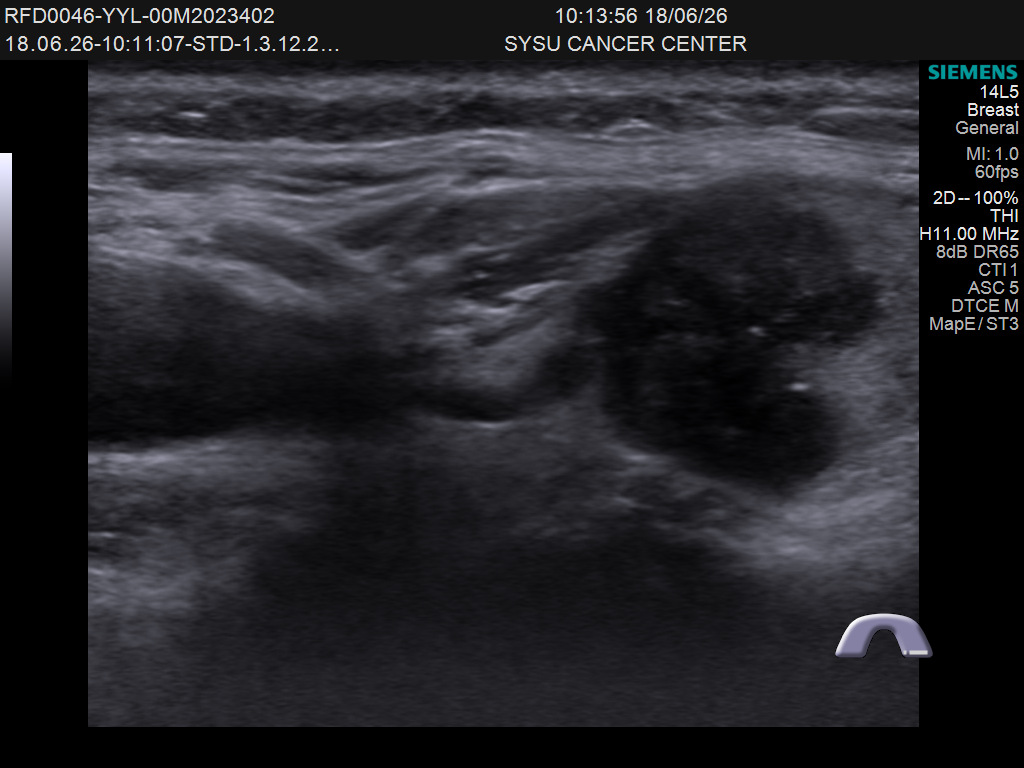 RFD0046-YYL-00M2023402
10:13:56 18/06/26
18.06.26-10:11:07-STD-1.3.12.2...
SYSU CANCER CENTER
SIEMENS
14L5
Breast
General
MI: 1.0
60fps
2D--100%
THI
H11.00 MHz
8dB DR65
CTI 1
ASC 5
DTCE M
MapE/ST3